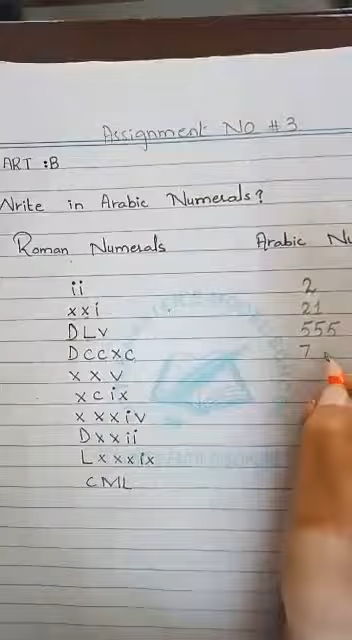 Assignment No # 3
ART :B
Write in Arabic Numerals?
Roman Numerals Arabic Nu
ii 2
xxi 21
DLV 555
Dccxc 7
xxv
xcix
xxxiv
Dxxii
Lxxxix
CML